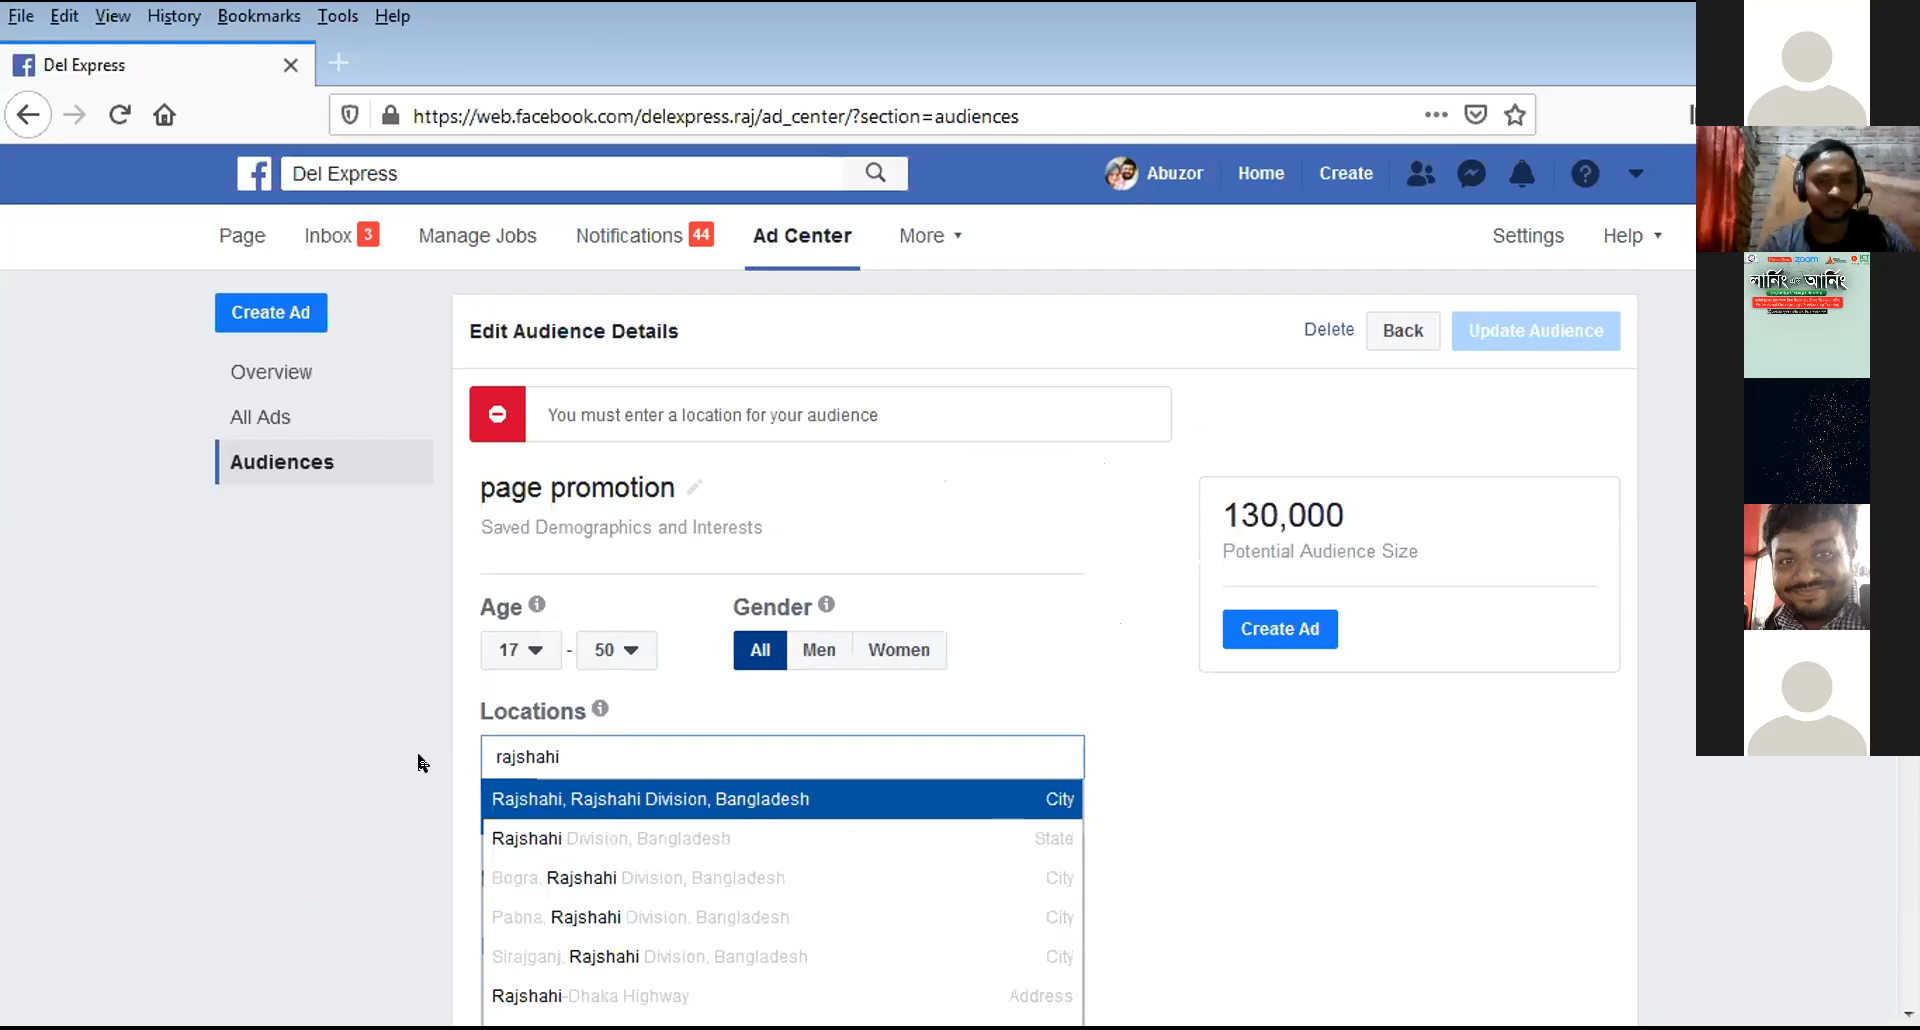 File Edit View History Bookmarks Tools Help
Del Express
https://web.facebook.com/delexpress.raj/ad_center/?section=audiences
Del Express
Abuzor Home Create
Page Inbox 3 Manage Jobs Notifications 44 Ad Center More Settings Help
Create Ad
Overview
All Ads
Audiences
Edit Audience Details
Delete Back Update Audience
You must enter a location for your audience
page promotion
Saved Demographics and Interests
130,000
Potential Audience Size
Create Ad
Age Gender
17 - 50 All Men Women
Locations
rajshahi
Rajshahi, Rajshahi Division, Bangladesh City
Rajshahi Division, Bangladesh State
Bogra, Rajshahi Division, Bangladesh City
Pabna, Rajshahi Division, Bangladesh City
Sirajganj, Rajshahi Division, Bangladesh City
Rajshahi-Dhaka Highway Address
zoom
লার্নিং এন্ড আর্নিং